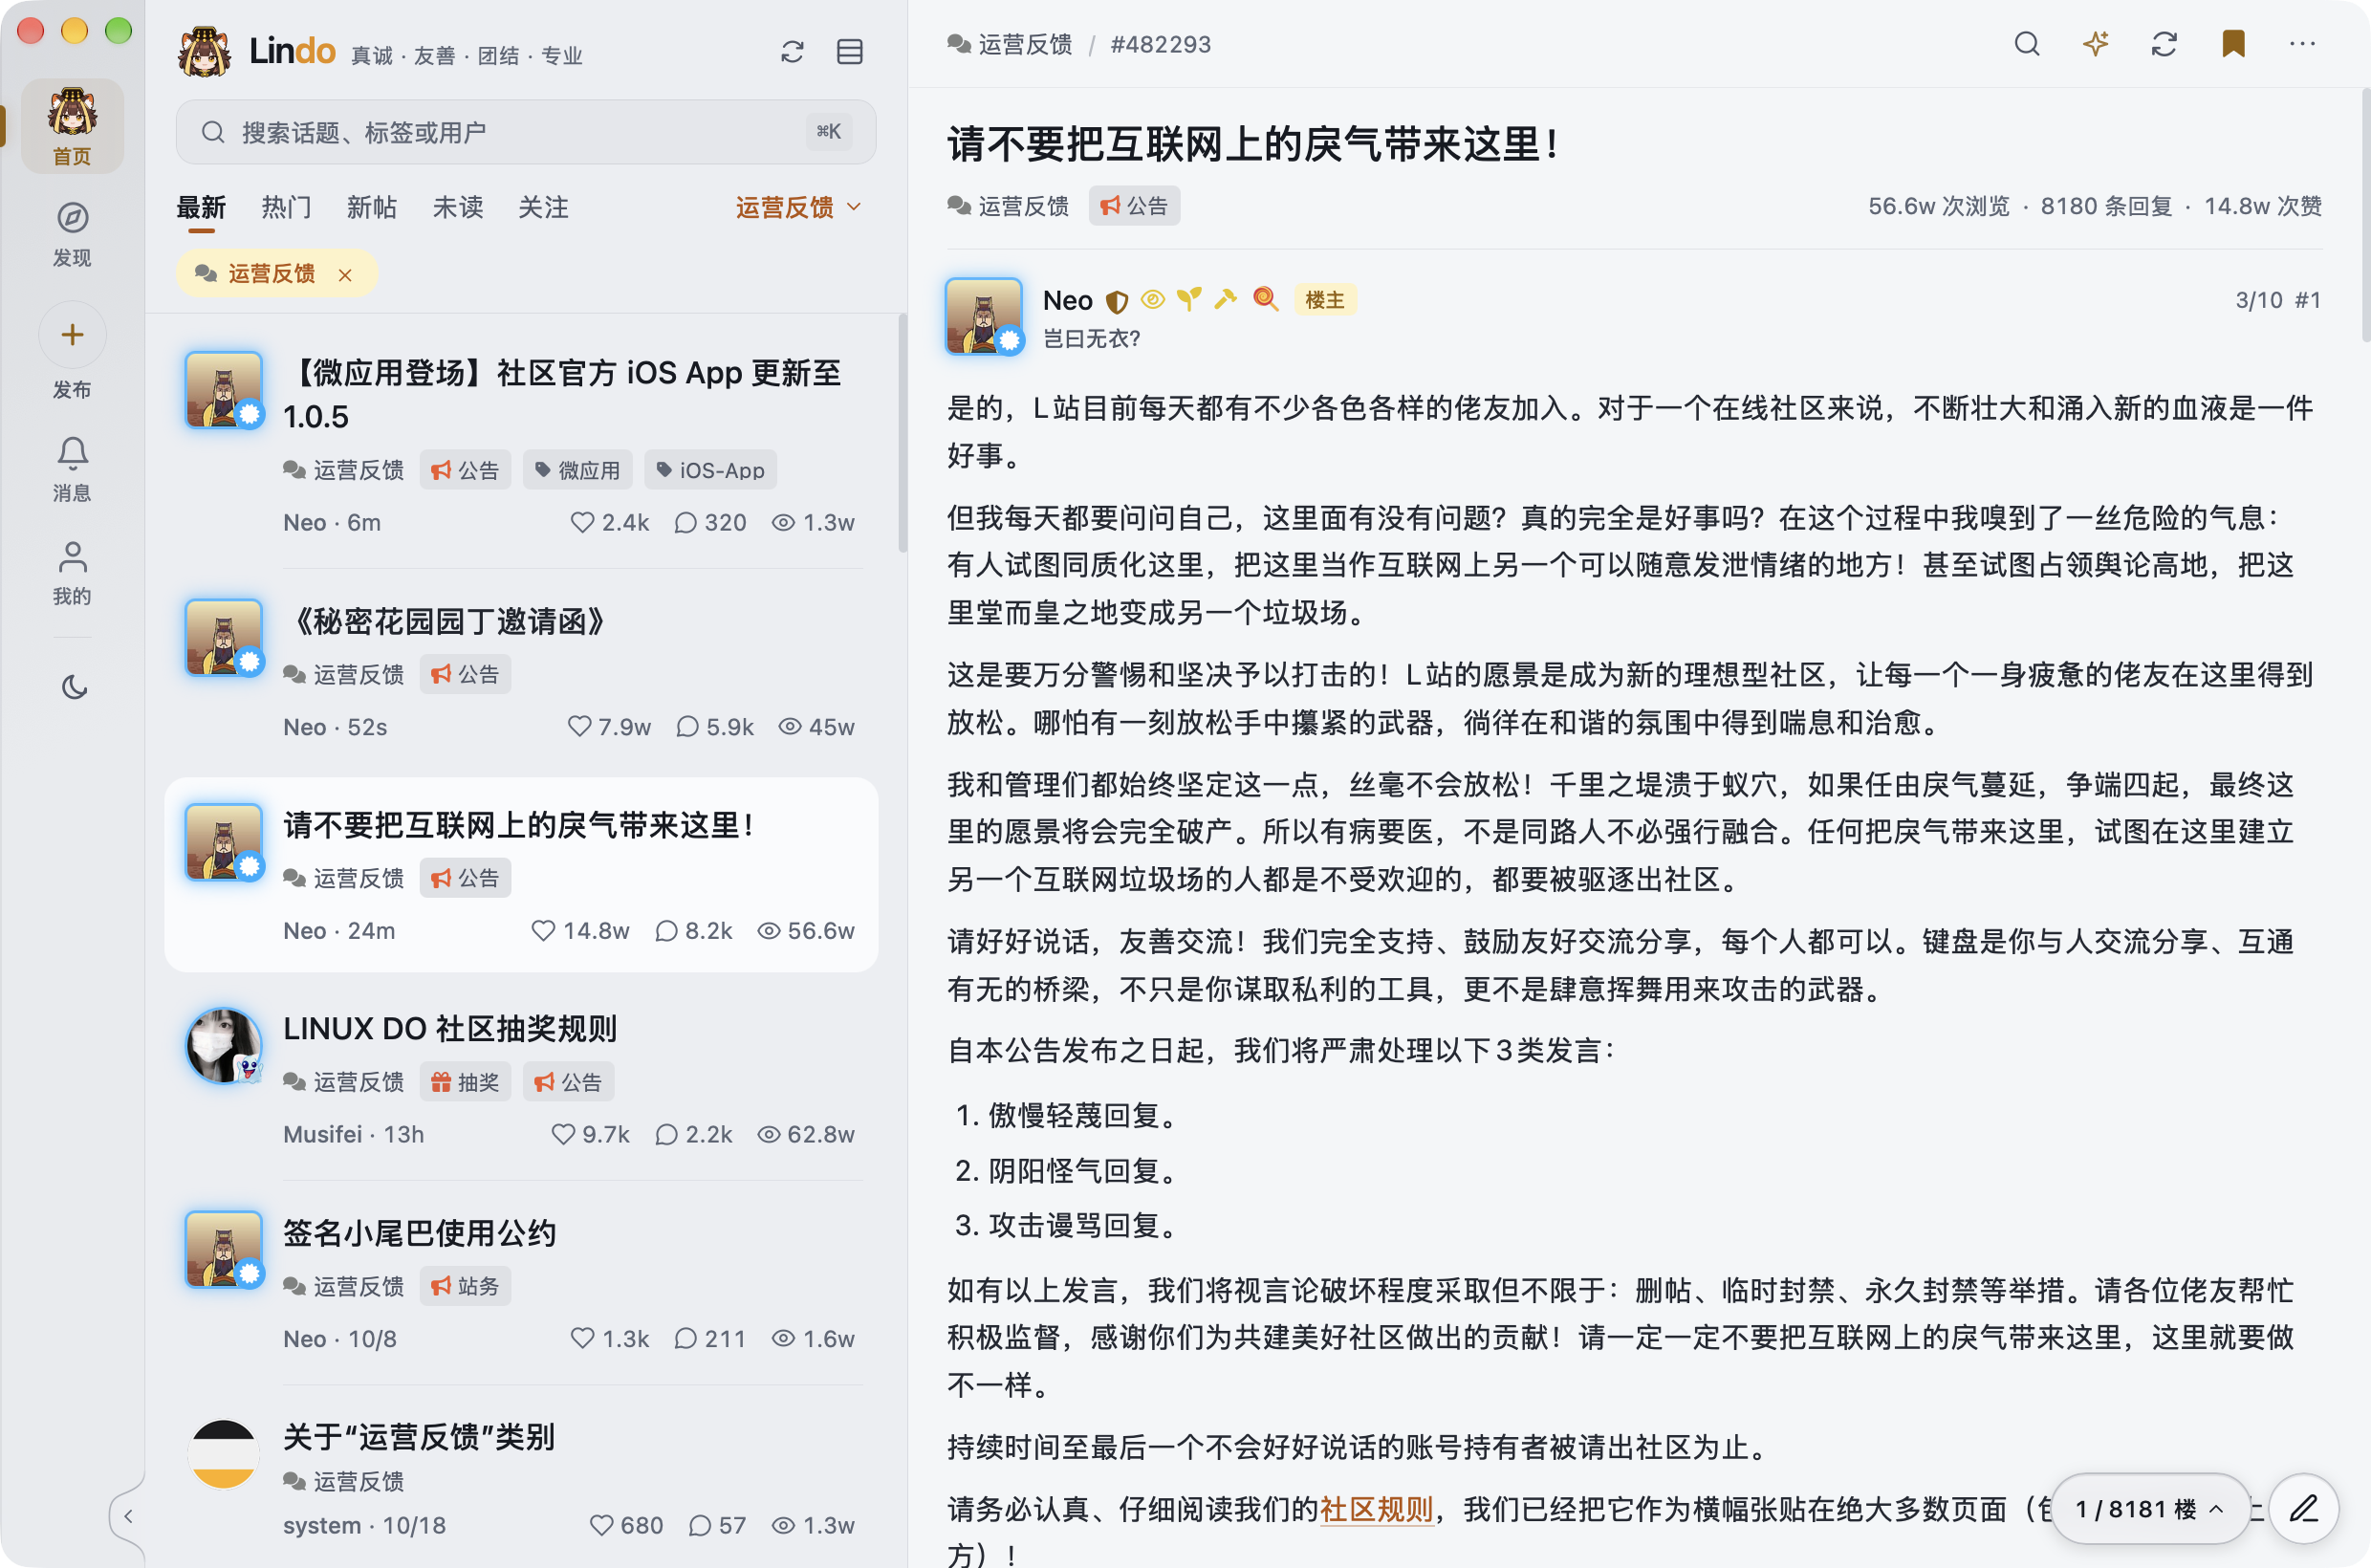 首页
发现
发布
消息
我的
Lindo 真诚 · 友善 · 团结 · 专业
搜索话题、标签或用户 ⌘K
最新 热门 新帖 未读 关注 运营反馈
运营反馈 ×
【微应用登场】社区官方 iOS App 更新至
1.0.5
运营反馈 公告 微应用 iOS-App
Neo · 6m 2.4k 320 1.3w
《秘密花园园丁邀请函》
运营反馈 公告
Neo · 52s 7.9w 5.9k 45w
请不要把互联网上的戾气带来这里！
运营反馈 公告
Neo · 24m 14.8w 8.2k 56.6w
LINUX DO 社区抽奖规则
运营反馈 抽奖 公告
Musifei · 13h 9.7k 2.2k 62.8w
签名小尾巴使用公约
运营反馈 站务
Neo · 10/8 1.3k 211 1.6w
关于“运营反馈”类别
运营反馈
system · 10/18 680 57 1.3w
运营反馈 / #482293
请不要把互联网上的戾气带来这里！
运营反馈 公告 56.6w 次浏览 · 8180 条回复 · 14.8w 次赞
Neo 楼主 3/10 #1
岂曰无衣?
是的，L站目前每天都有不少各色各样的佬友加入。对于一个在线社区来说，不断壮大和涌入新的血液是一件
好事。
但我每天都要问问自己，这里面有没有问题？真的完全是好事吗？在这个过程中我嗅到了一丝危险的气息：
有人试图同质化这里，把这里当作互联网上另一个可以随意发泄情绪的地方！甚至试图占领舆论高地，把这
里堂而皇之地变成另一个垃圾场。
这是要万分警惕和坚决予以打击的！L站的愿景是成为新的理想型社区，让每一个一身疲惫的佬友在这里得到
放松。哪怕有一刻放松手中攥紧的武器，徜徉在和谐的氛围中得到喘息和治愈。
我和管理们都始终坚定这一点，丝毫不会放松！千里之堤溃于蚁穴，如果任由戾气蔓延，争端四起，最终这
里的愿景将会完全破产。所以有病要医，不是同路人不必强行融合。任何把戾气带来这里，试图在这里建立
另一个互联网垃圾场的人都是不受欢迎的，都要被驱逐出社区。
请好好说话，友善交流！我们完全支持、鼓励友好交流分享，每个人都可以。键盘是你与人交流分享、互通
有无的桥梁，不只是你谋取私利的工具，更不是肆意挥舞用来攻击的武器。
自本公告发布之日起，我们将严肃处理以下3类发言：
1. 傲慢轻蔑回复。
2. 阴阳怪气回复。
3. 攻击谩骂回复。
如有以上发言，我们将视言论破坏程度采取但不限于：删帖、临时封禁、永久封禁等举措。请各位佬友帮忙
积极监督，感谢你们为共建美好社区做出的贡献！请一定一定不要把互联网上的戾气带来这里，这里就要做
不一样。
持续时间至最后一个不会好好说话的账号持有者被请出社区为止。
请务必认真、仔细阅读我们的社区规则，我们已经把它作为横幅张贴在绝大多数页面（
方）！
1 / 8181 楼